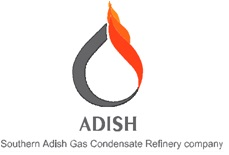 ADISH
Southern Adish Gas Condensate Refinery company